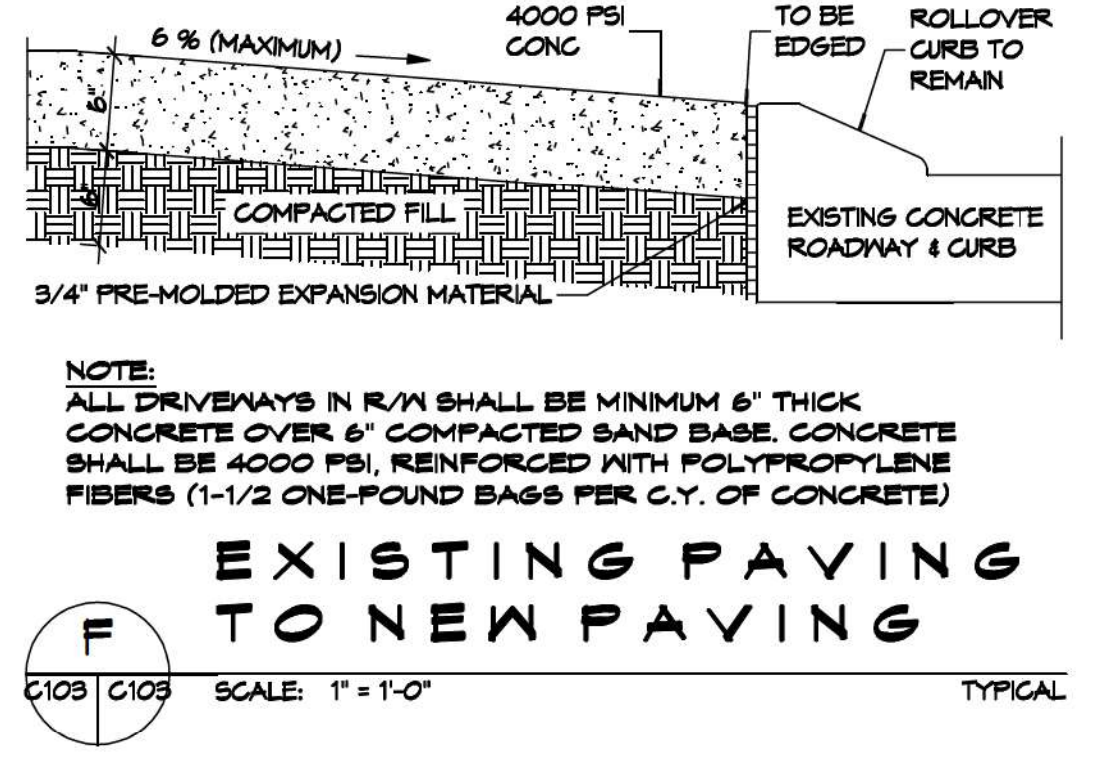 6 % (MAXIMUM)
4000 PSI
CONC
TO BE
EDGED
ROLLOVER
CURB TO
REMAIN
6"
6"
COMPACTED FILL
EXISTING CONCRETE
ROADWAY & CURB
3/4" PRE-MOLDED EXPANSION MATERIAL
NOTE:
ALL DRIVEWAYS IN R/W SHALL BE MINIMUM 6" THICK
CONCRETE OVER 6" COMPACTED SAND BASE. CONCRETE
SHALL BE 4000 PSI, REINFORCED WITH POLYPROPYLENE
FIBERS (1-1/2 ONE-POUND BAGS PER C.Y. OF CONCRETE)
EXISTING PAVING
TO NEW PAVING
F
C103 C103
SCALE: 1" = 1'-0"
TYPICAL